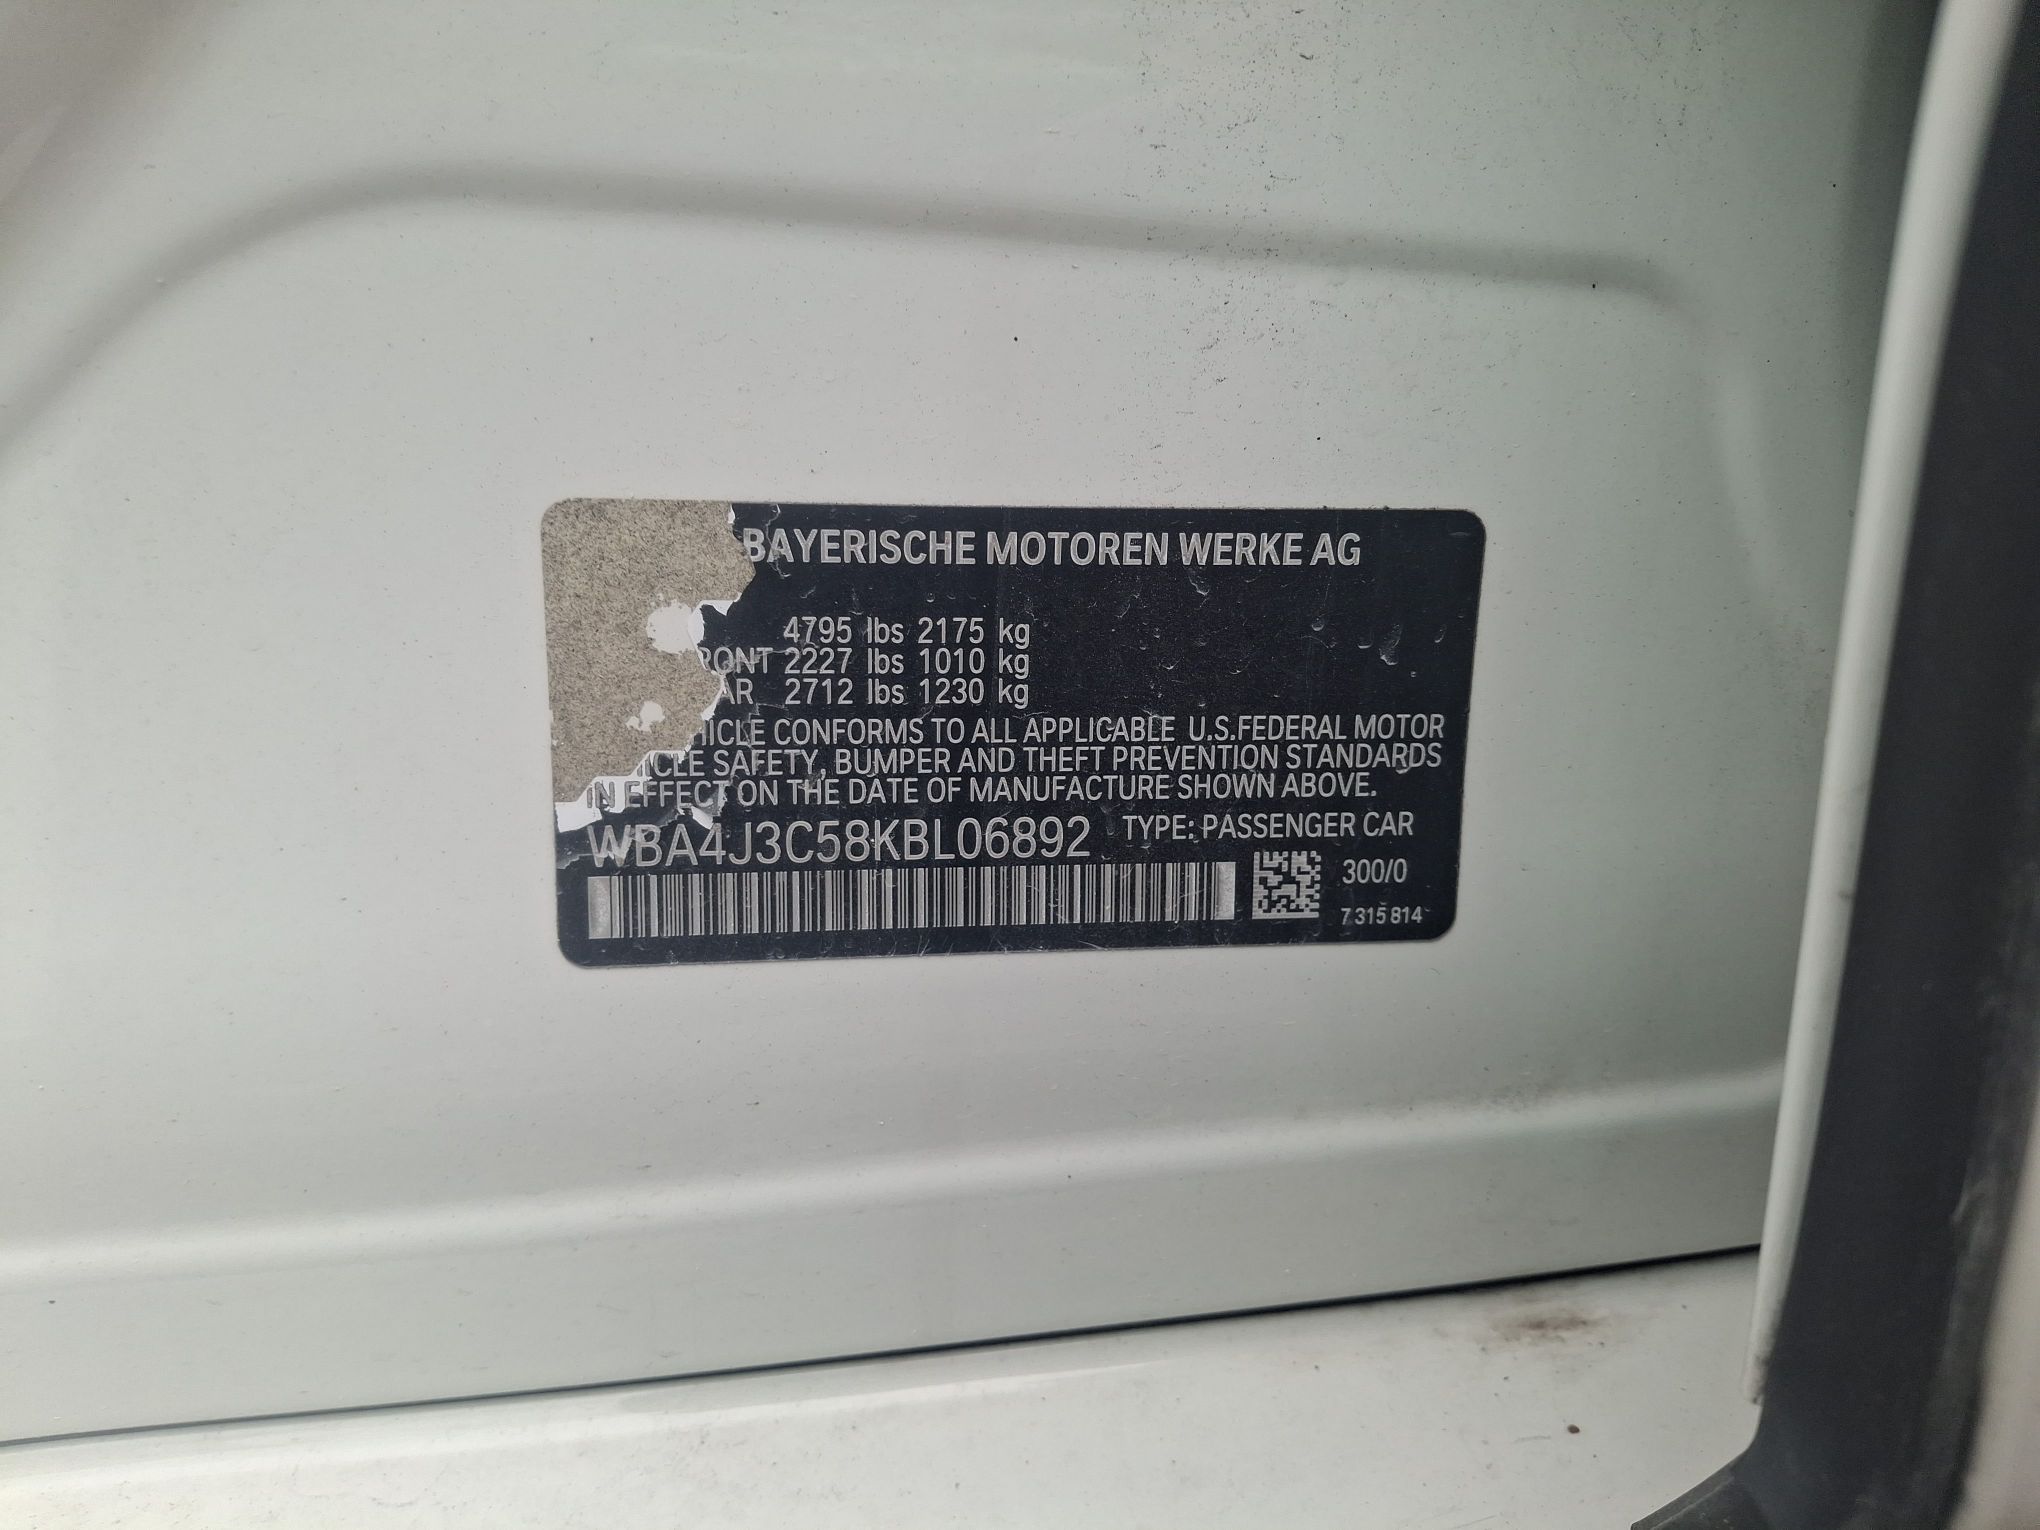 BAYERISCHE MOTOREN WERKE AG
4795 lbs 2175 kg
RONT 2227 lbs 1010 kg
AR 2712 lbs 1230 kg
HICLE CONFORMS TO ALL APPLICABLE U.S.FEDERAL MOTOR
ICLE SAFETY, BUMPER AND THEFT PREVENTION STANDARDS
IN EFFECT ON THE DATE OF MANUFACTURE SHOWN ABOVE.
WBA4J3C58KBL06892 TYPE: PASSENGER CAR
300/0
7 315 814